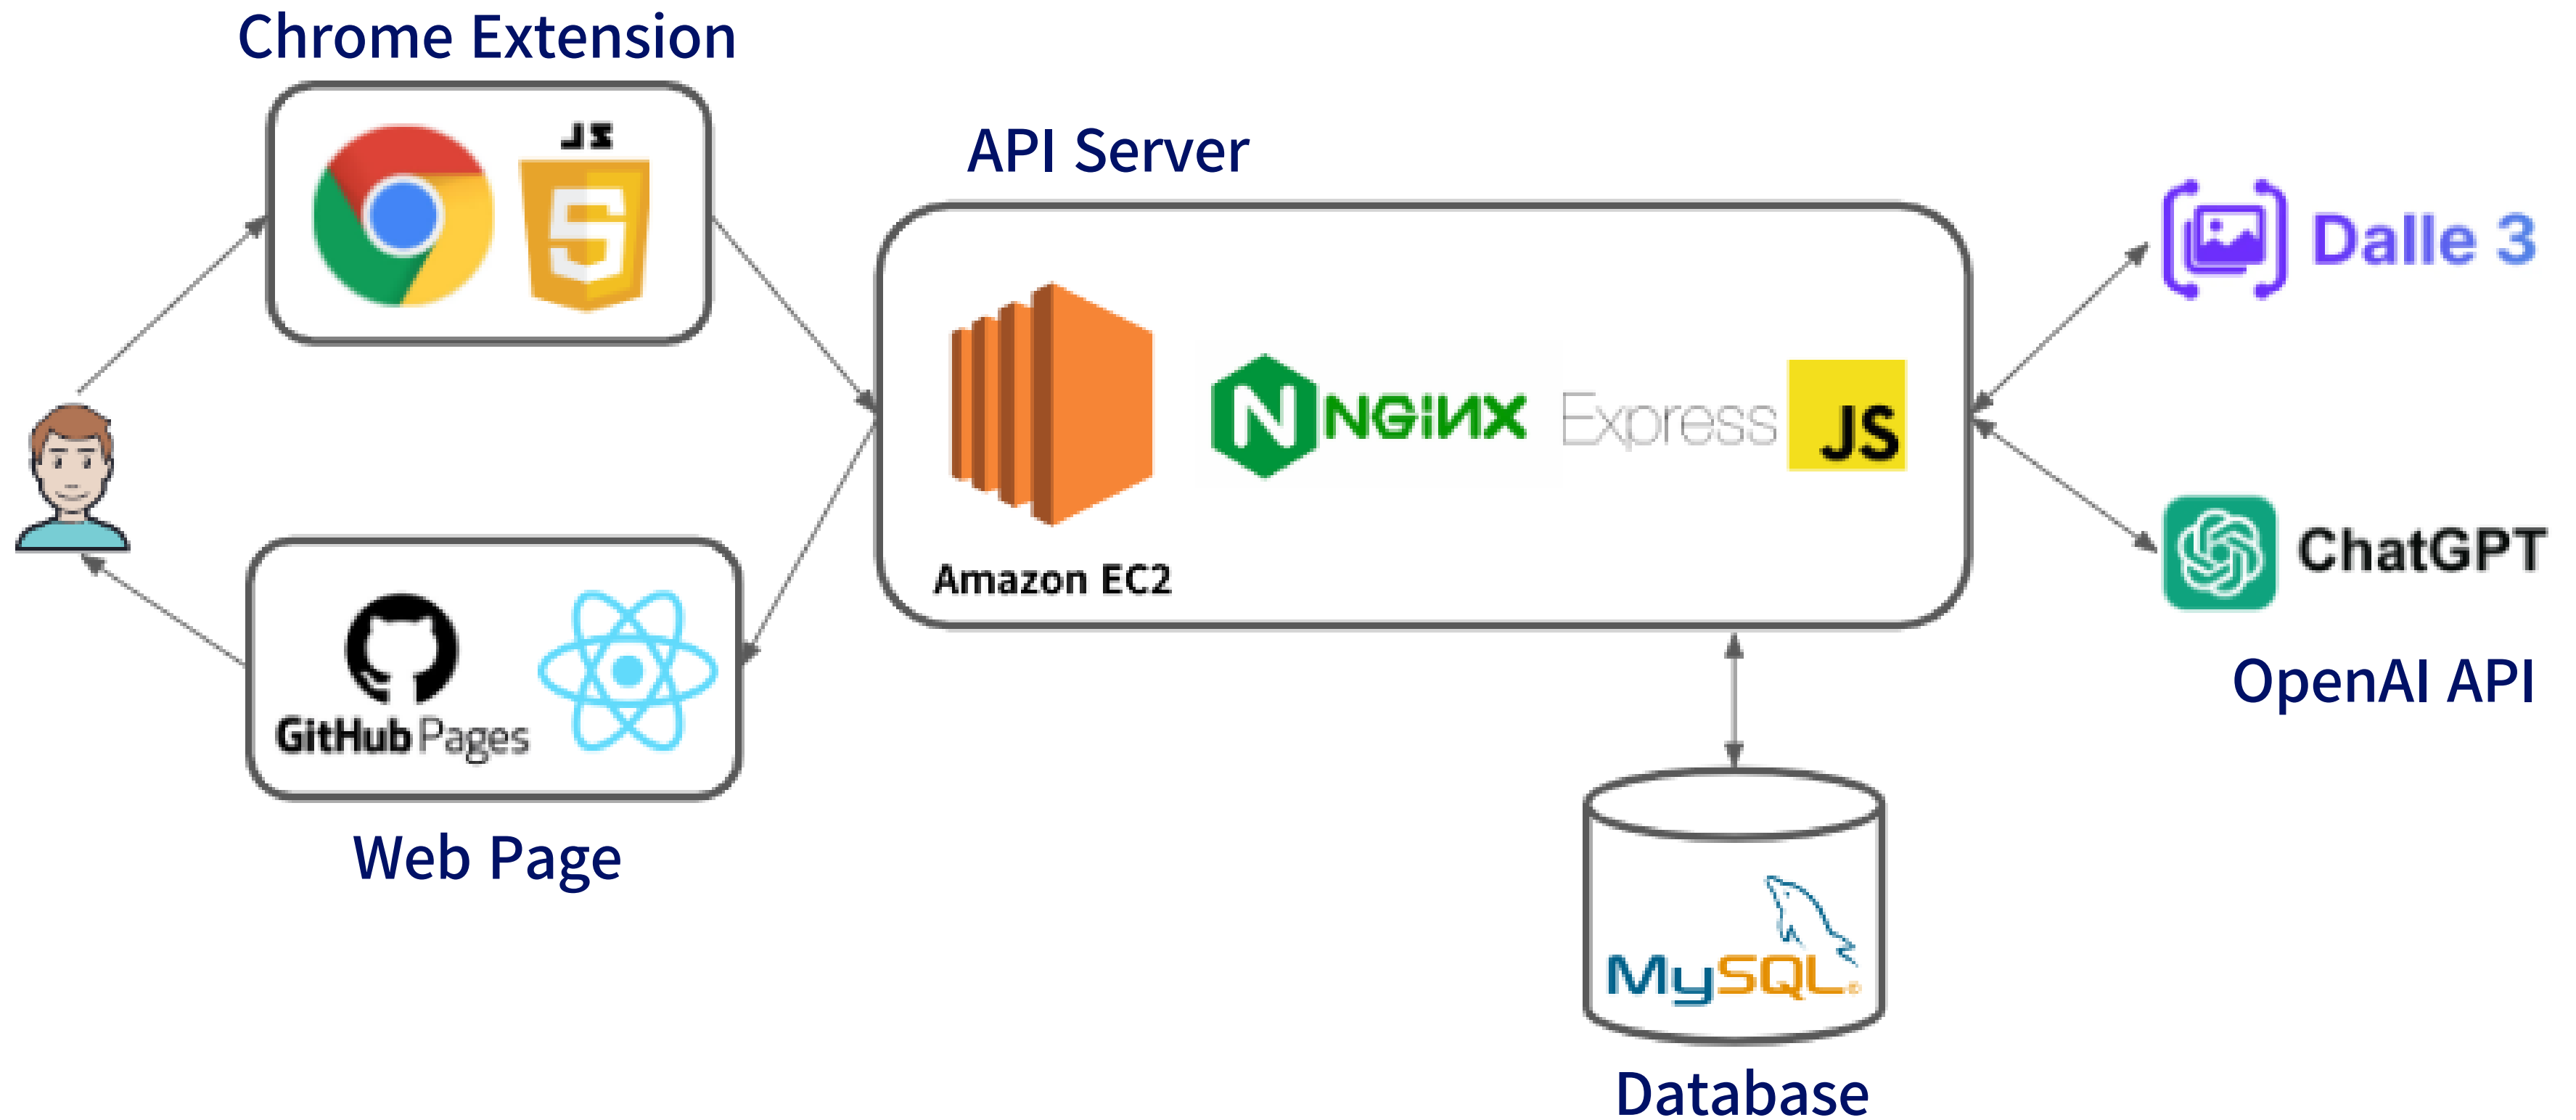 Chrome Extension
JS
5
API Server
N NGiNX
Express
JS
Amazon EC2
Dalle 3
ChatGPT
OpenAI API
GitHub Pages
Web Page
MySQL®
Database